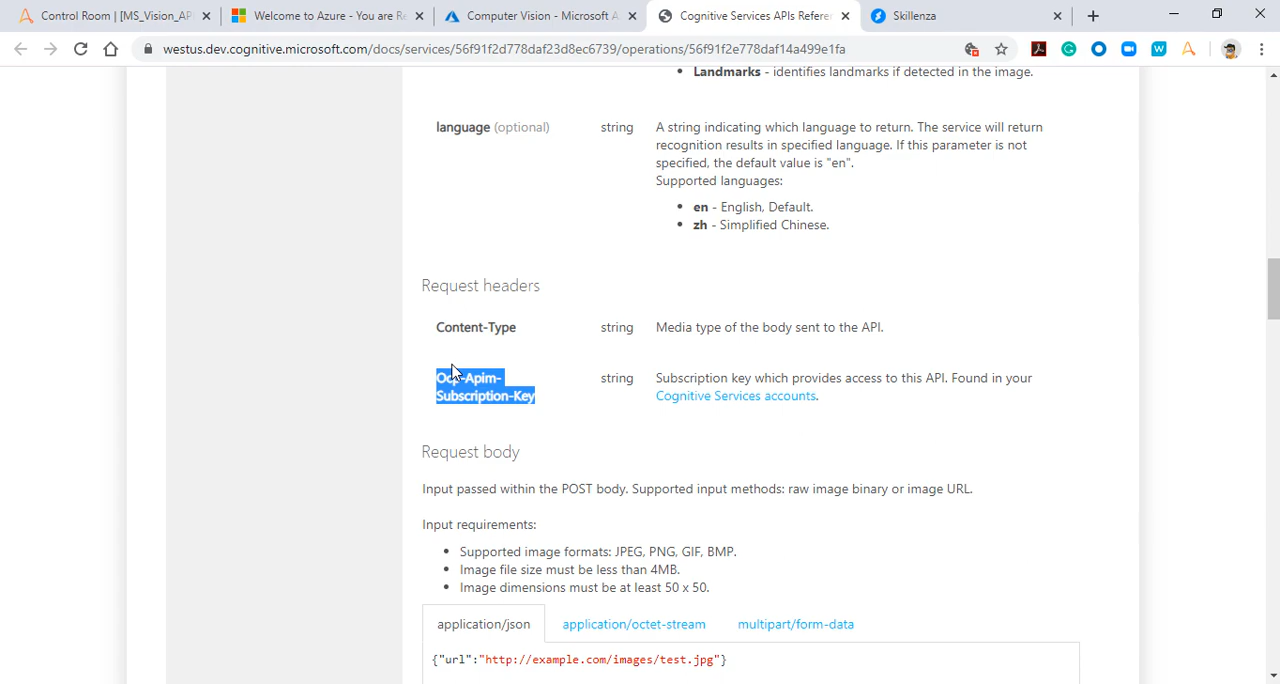 Control Room | [MS_Vision_AP
Welcome to Azure - You are Re
Computer Vision - Microsoft A
Cognitive Services APIs Referen
Skillenza
westus.dev.cognitive.microsoft.com/docs/services/56f91f2d778daf23d8ec6739/operations/56f91f2e778daf14a499e1fa
Landmarks - identifies landmarks if detected in the image.
language (optional) string A string indicating which language to return. The service will return
recognition results in specified language. If this parameter is not
specified, the default value is "en".
Supported languages:
en - English, Default.
zh - Simplified Chinese.
Request headers
Content-Type string Media type of the body sent to the API.
Ocp-Apim- string Subscription key which provides access to this API. Found in your
Subscription-Key Cognitive Services accounts.
Request body
Input passed within the POST body. Supported input methods: raw image binary or image URL.
Input requirements:
Supported image formats: JPEG, PNG, GIF, BMP.
Image file size must be less than 4MB.
Image dimensions must be at least 50 x 50.
application/json application/octet-stream multipart/form-data
{"url":"http://example.com/images/test.jpg"}